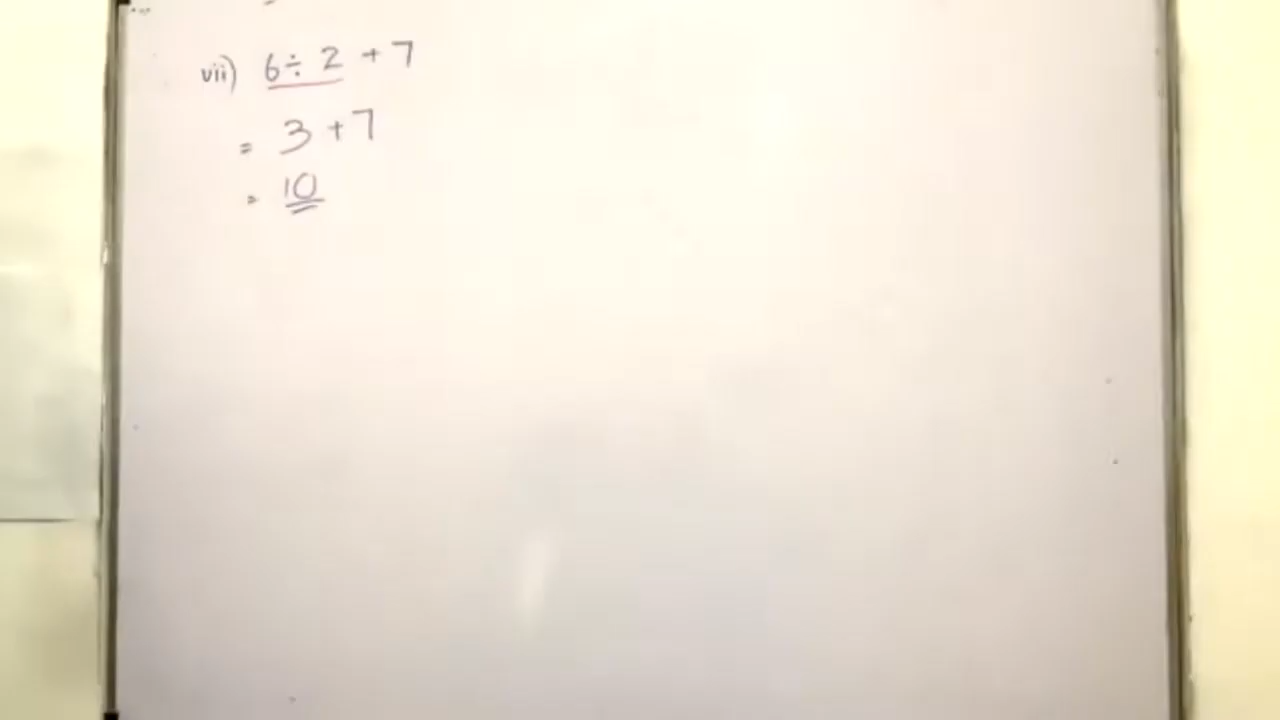 vii) 6 ÷ 2 + 7
= 3 + 7
= 10